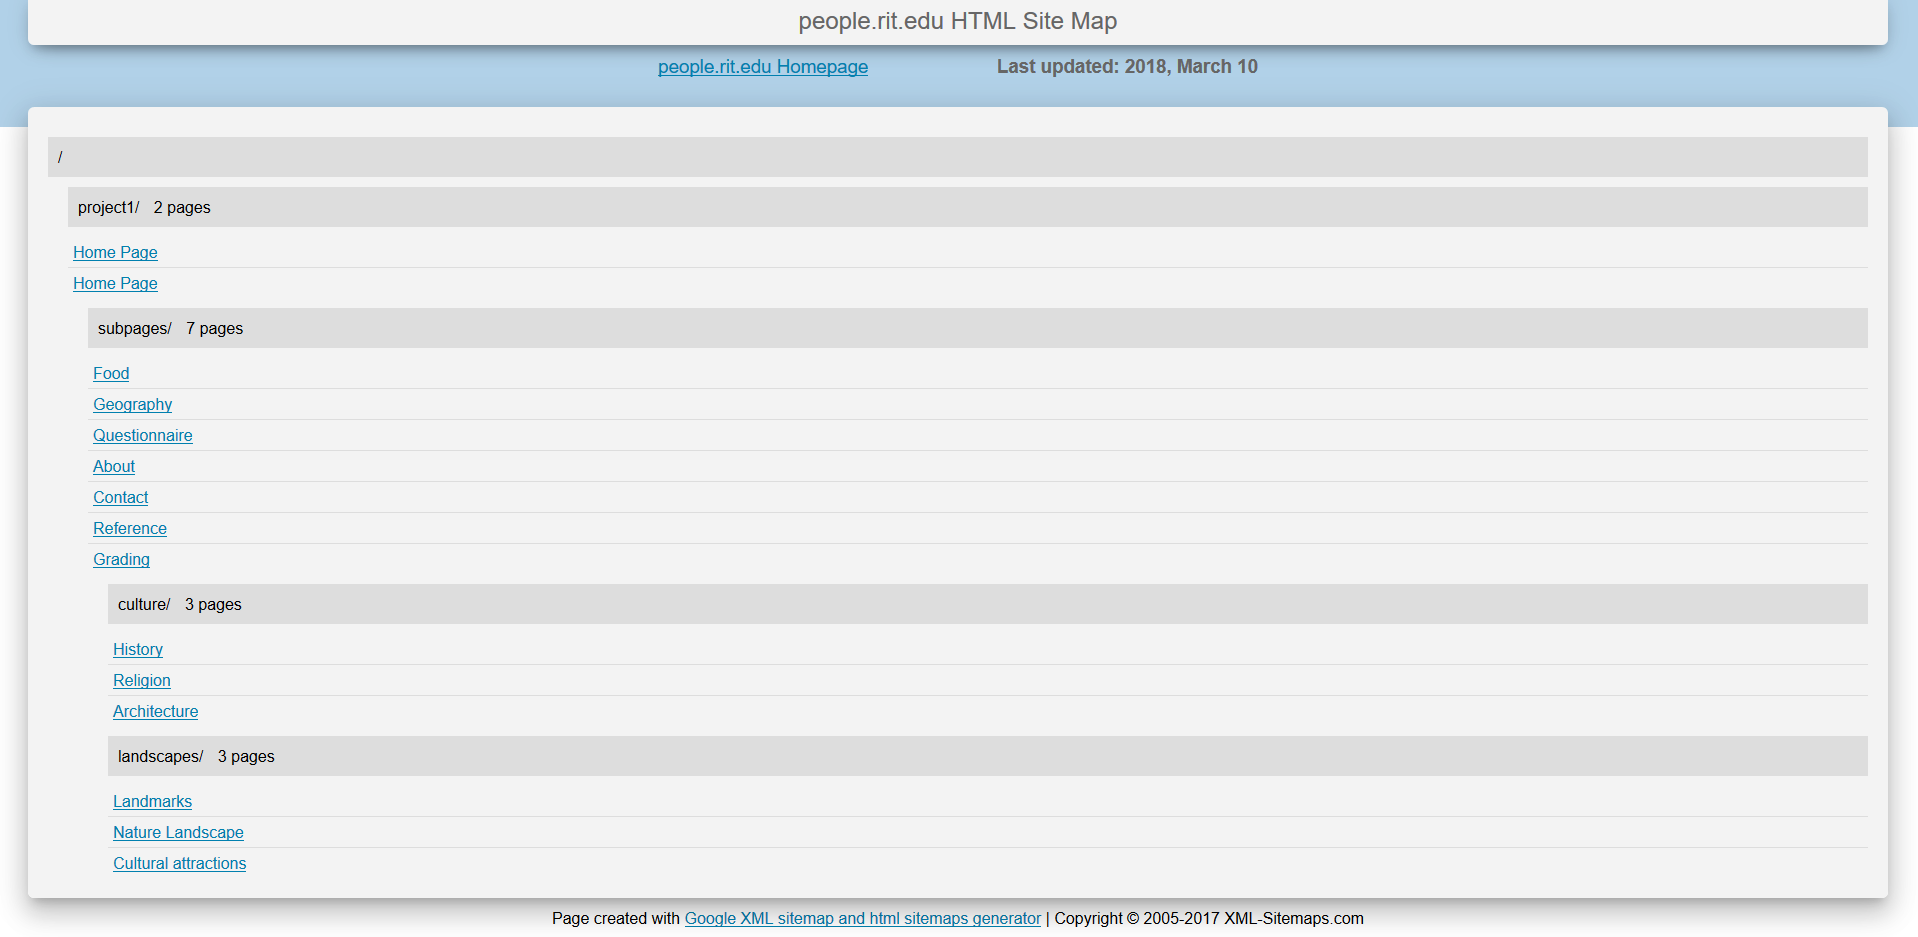 people.rit.edu HTML Site Map
people.rit.edu Homepage Last updated: 2018, March 10
/
project1/ 2 pages
Home Page
Home Page
subpages/ 7 pages
Food
Geography
Questionnaire
About
Contact
Reference
Grading
culture/ 3 pages
History
Religion
Architecture
landscapes/ 3 pages
Landmarks
Nature Landscape
Cultural attractions
Page created with Google XML sitemap and html sitemaps generator | Copyright © 2005-2017 XML-Sitemaps.com